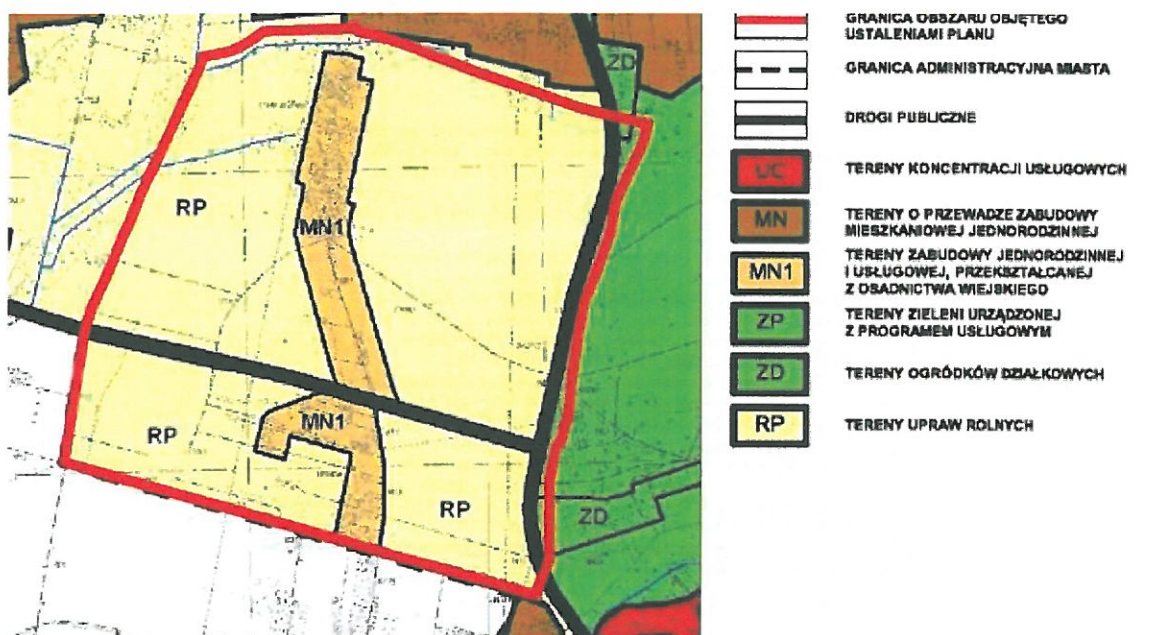 ZD
RP
MN1
RP
MN1
RP
ZD
GRANICA OBSZARU OBJĘTEGO
USTALENIAMI PLANU
GRANICA ADMINISTRACYJNA MIASTA
DROGI PUBLICZNE
UC
TERENY KONCENTRACJI USŁUGOWYCH
MN
TERENY O PRZEWADZE ZABUDOWY
MIESZKANIOWEJ JEDNORODZINNEJ
MN1
TERENY ZABUDOWY JEDNORODZINNEJ
I USŁUGOWEJ, PRZEKSZTAŁCANEJ
Z OSADNICTWA WIEJSKIEGO
ZP
TERENY ZIELENI URZĄDZONEJ
Z PROGRAMEM USŁUGOWYM
ZD
TERENY OGRÓDKÓW DZIAŁKOWYCH
RP
TERENY UPRAW ROLNYCH